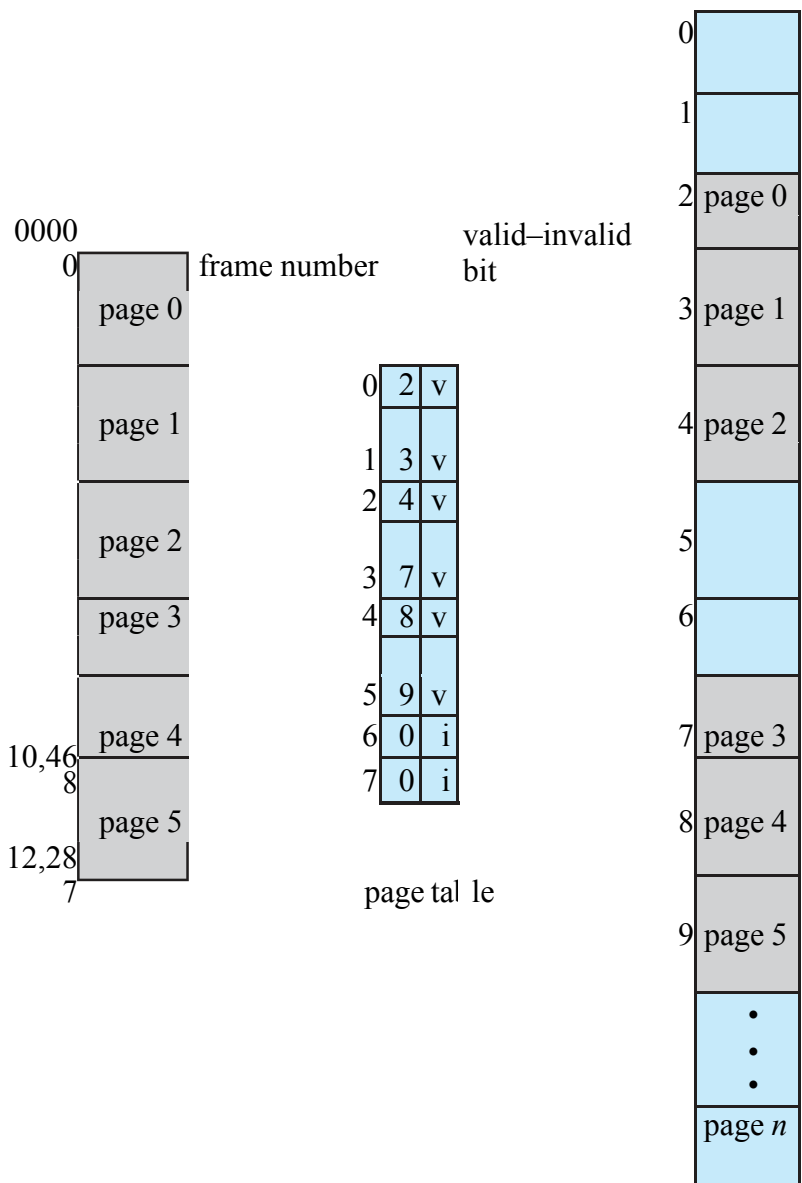 0000
0
frame number
page 0
page 1
page 2
page 3
page 4
10,46
8
page 5
12,28
7
valid–invalid
bit
0 2 v
1 3 v
2 4 v
3 7 v
4 8 v
5 9 v
6 0 i
7 0 i
page tal le
0
1
2 page 0
3 page 1
4 page 2
5
6
7 page 3
8 page 4
9 page 5
•
•
•
page n